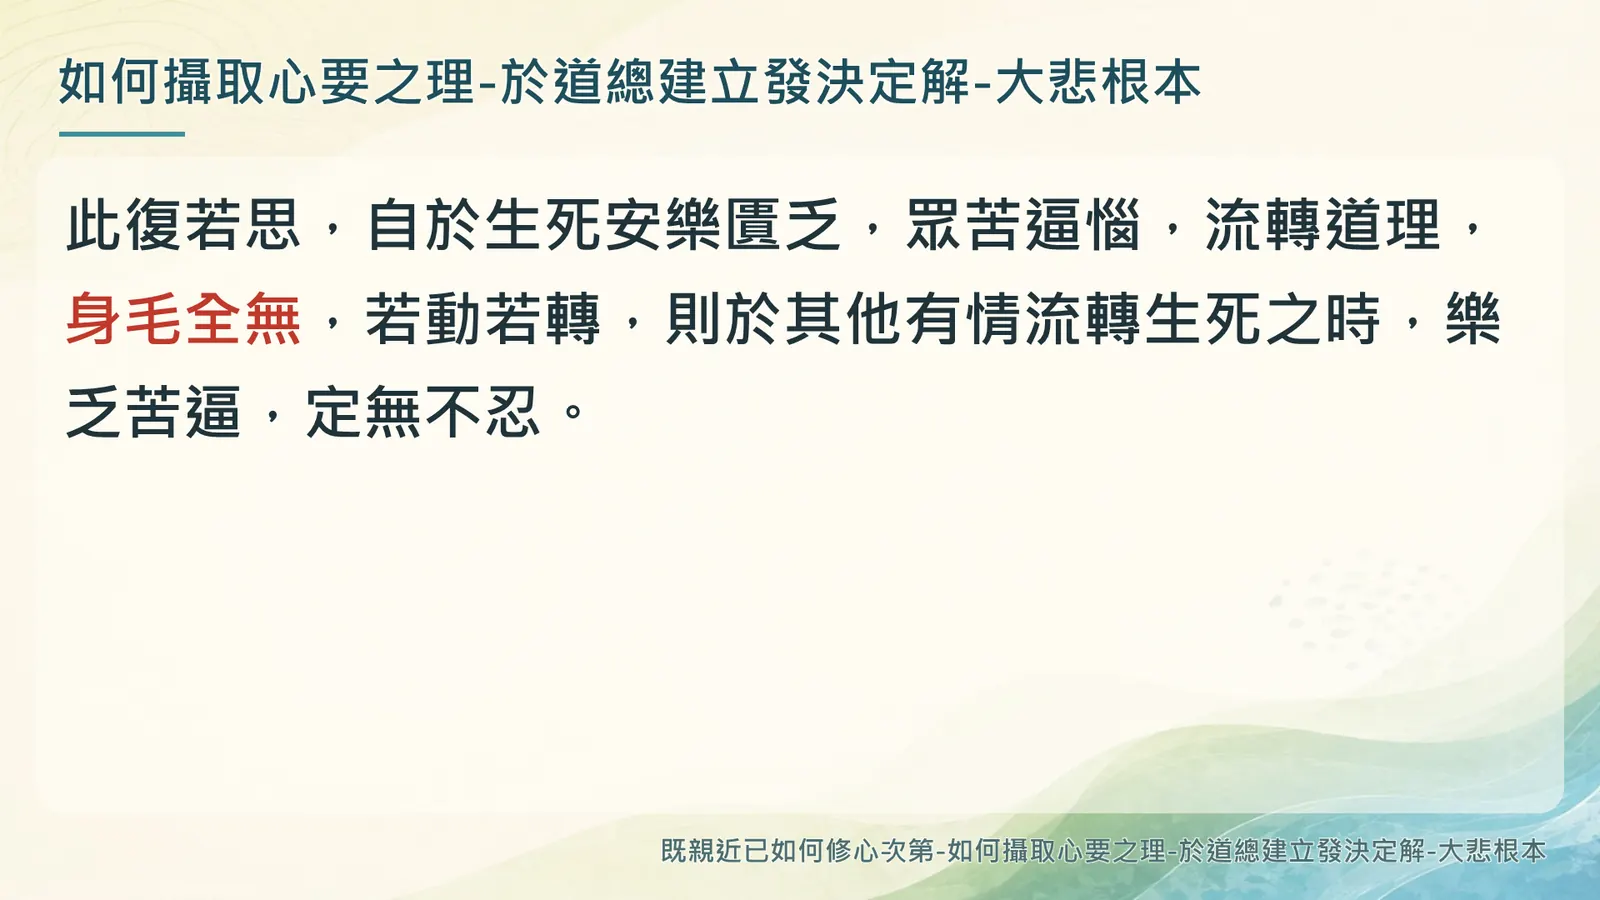 如何攝取心要之理-於道總建立發決定解-大悲根本
此復若思，自於生死安樂匱乏，眾苦逼惱，流轉道理，
身毛全無，若動若轉，則於其他有情流轉生死之時，樂
乏苦逼，定無不忍。
既親近已如何修心次第-如何攝取心要之理-於道總建立發決定解-大悲根本